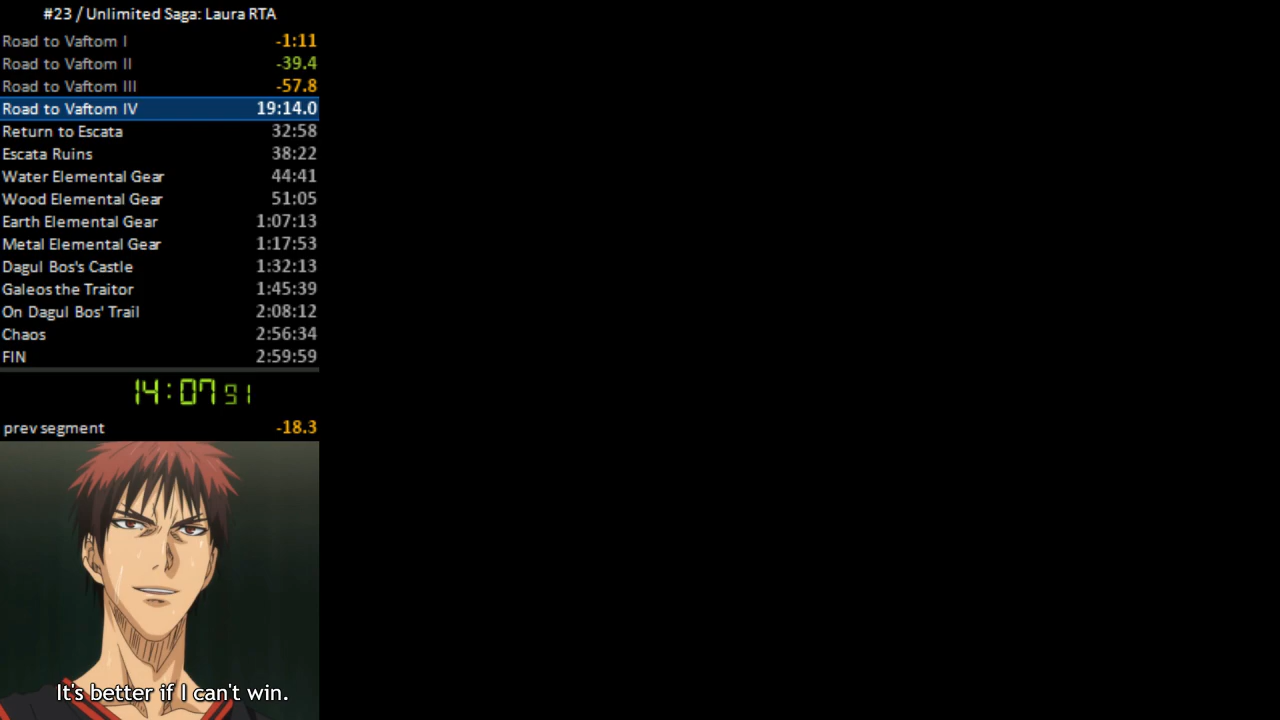 #23 / Unlimited Saga: Laura RTA
Road to Vaftom I -1:11
Road to Vaftom II -39.4
Road to Vaftom III -57.8
Road to Vaftom IV 19:14.0
Return to Escata 32:58
Escata Ruins 38:22
Water Elemental Gear 44:41
Wood Elemental Gear 51:05
Earth Elemental Gear 1:07:13
Metal Elemental Gear 1:17:53
Dagul Bos's Castle 1:32:13
Galeos the Traitor 1:45:39
On Dagul Bos' Trail 2:08:12
Chaos 2:56:34
FIN 2:59:59
14:07 91
prev segment -18.3
It's better if I can't win.